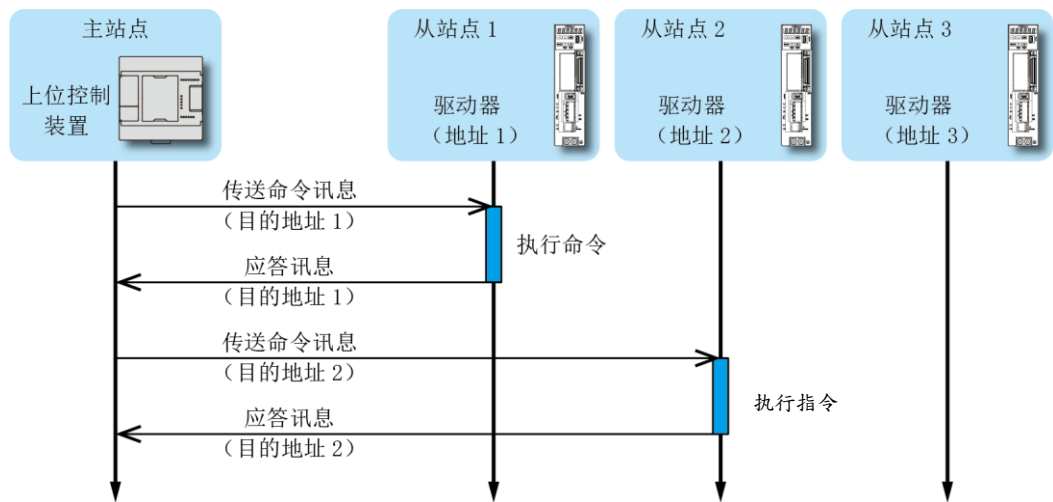 主站点
上位控制
装置
从站点 1
驱动器
（地址 1）
从站点 2
驱动器
（地址 2）
从站点 3
驱动器
（地址 3）
传送命令讯息
（目的地址 1）
执行命令
应答讯息
（目的地址 1）
传送命令讯息
（目的地址 2）
执行指令
应答讯息
（目的地址 2）